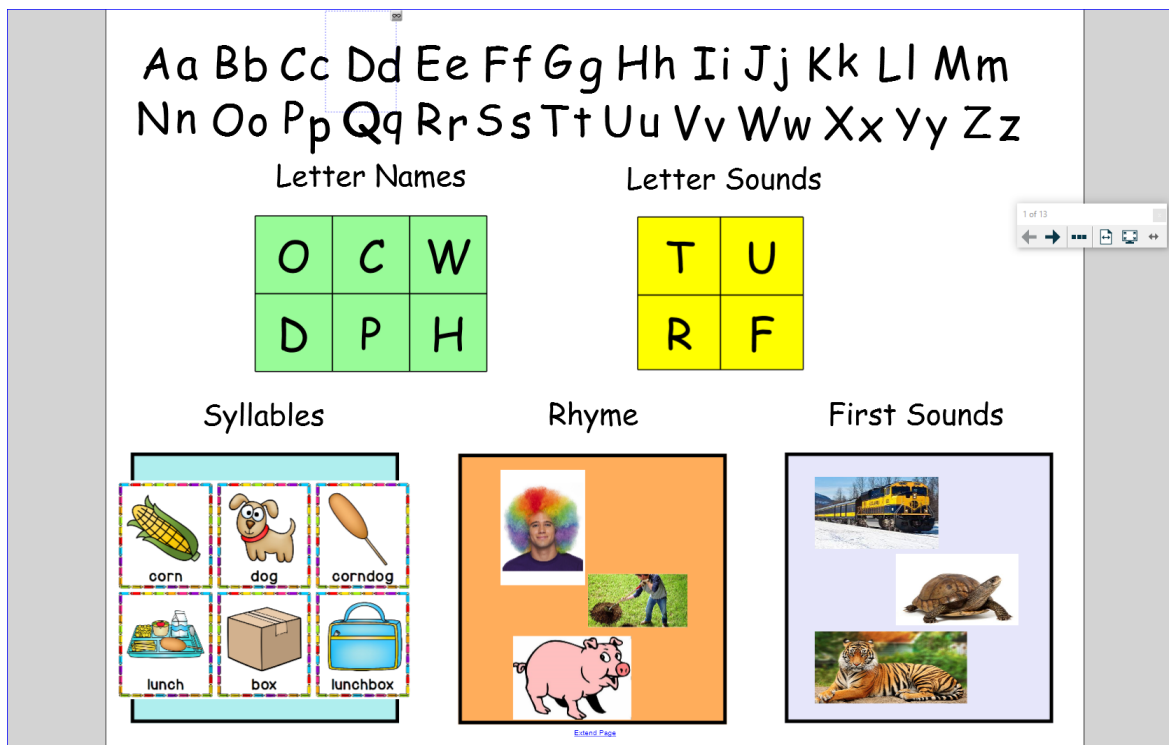 Aa Bb Cc Dd Ee Ff Gg Hh Ii Jj Kk Ll Mm
Nn Oo Pp Qq Rr Ss Tt Uu Vv Ww Xx Yy Zz
Letter Names
Letter Sounds
1 of 13
O C W
D P H
T U
R F
Syllables
Rhyme
First Sounds
corn dog corndog
lunch box lunchbox
Extend Page